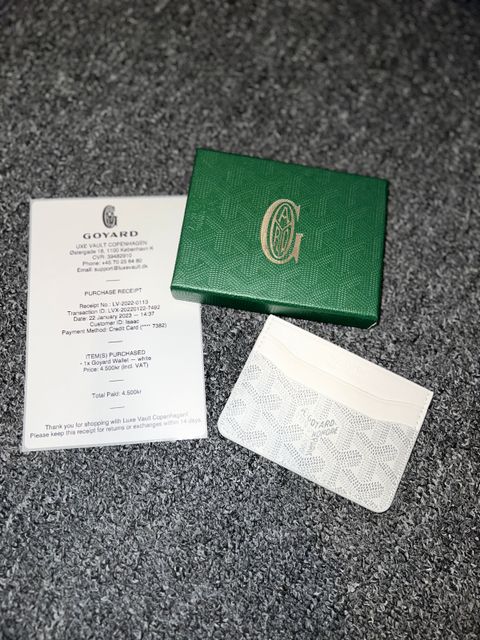 GOYARD
UXE VAULT COPENHAGEN
Østergade 18, 1100 København K
CVR: 39482910
Phone: +45 70 25 64 80
Email: support@luxevault.dk
PURCHASE RECEIPT
Receipt No.: LV-2022-0113
Transaction ID: LVX-20220122-7492
Date: 22 January 2023 — 14:37
Customer ID: Isaac
Payment Method: Credit Card (**** 7382)
ITEM(S) PURCHASED
- 1x Goyard Wallet — white
Price: 4.500kr (incl. VAT)
Total Paid: 4.500kr
Thank you for shopping with Luxe Vault Copenhagen!
Please keep this receipt for returns or exchanges within 14 days.
GOYARD
GOYARD
HONORE